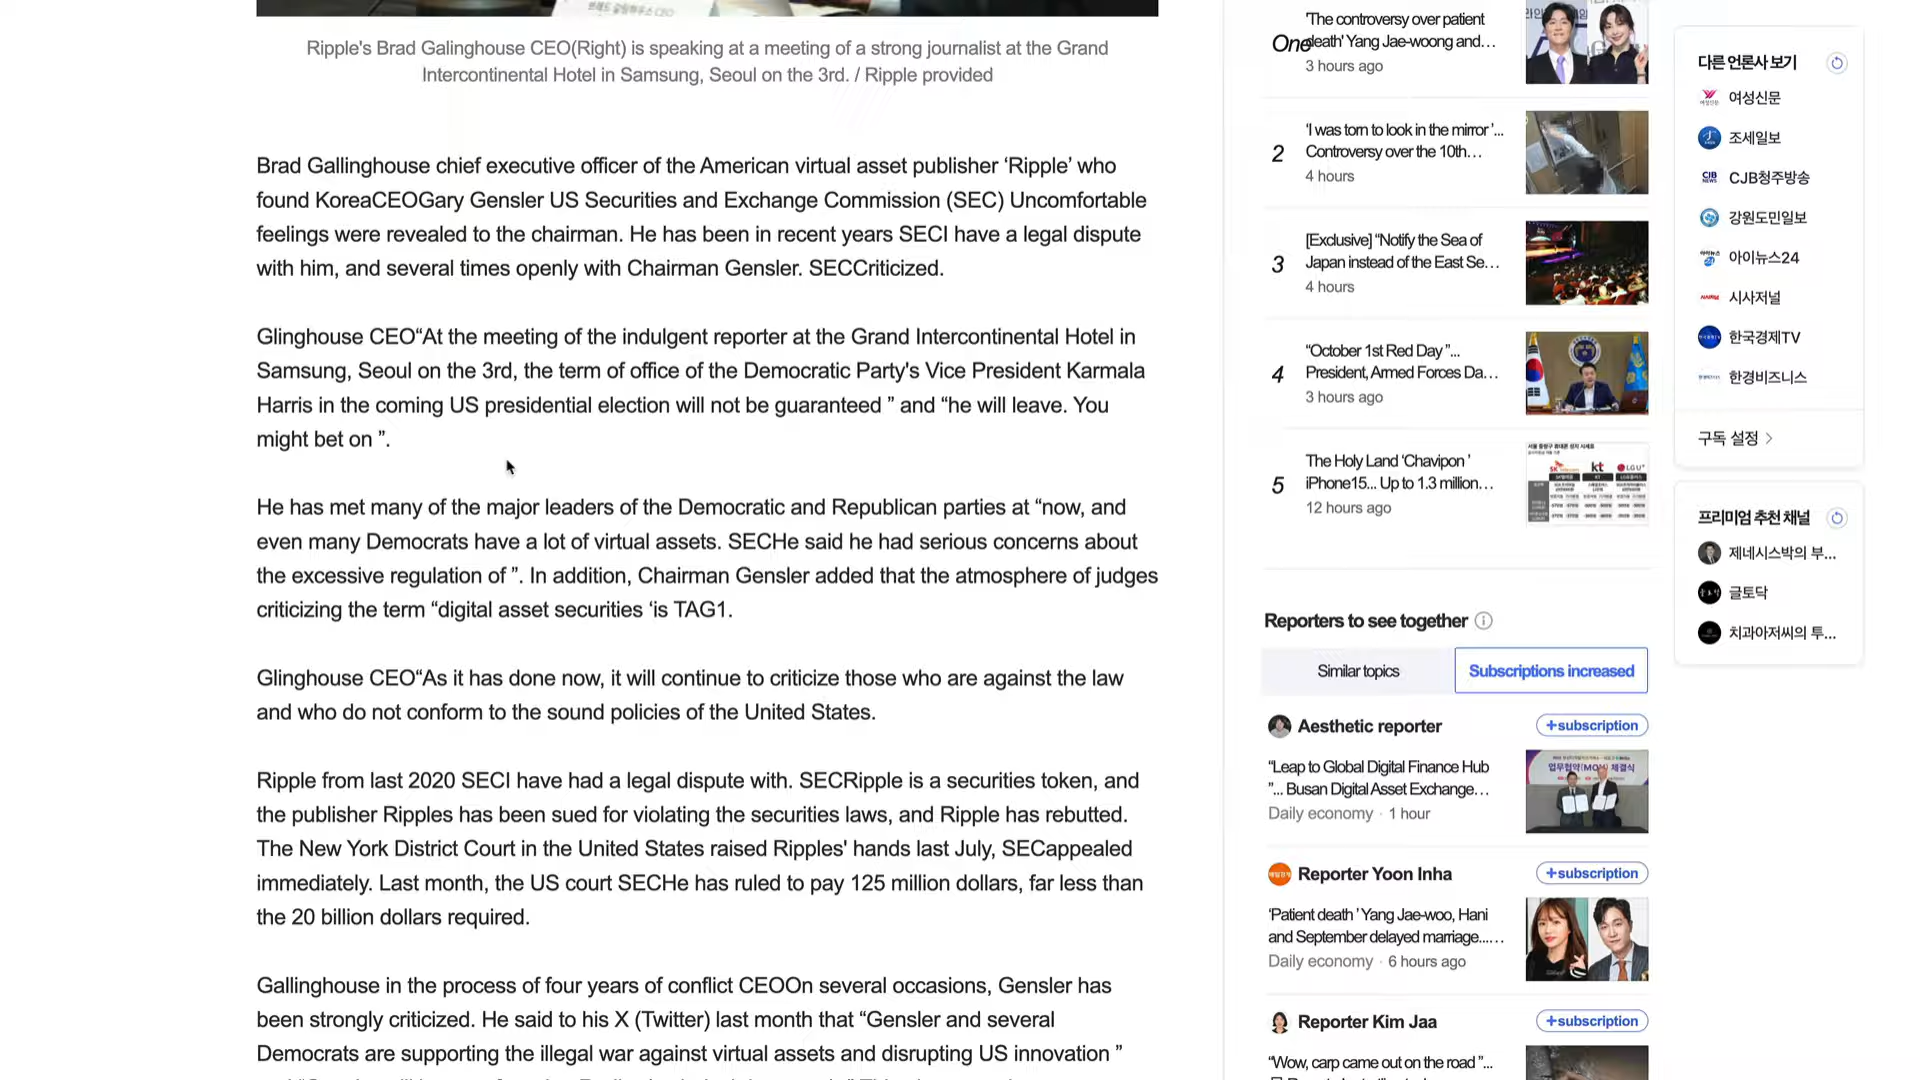 브래드 갈링하우스 CEO
Ripple's Brad Galinghouse CEO(Right) is speaking at a meeting of a strong journalist at the Grand
Intercontinental Hotel in Samsung, Seoul on the 3rd. / Ripple provided
Brad Gallinghouse chief executive officer of the American virtual asset publisher ‘Ripple’ who
found KoreaCEOGary Gensler US Securities and Exchange Commission (SEC) Uncomfortable
feelings were revealed to the chairman. He has been in recent years SECI have a legal dispute
with him, and several times openly with Chairman Gensler. SECCriticized.
Glinghouse CEO“At the meeting of the indulgent reporter at the Grand Intercontinental Hotel in
Samsung, Seoul on the 3rd, the term of office of the Democratic Party's Vice President Karmala
Harris in the coming US presidential election will not be guaranteed ” and “he will leave. You
might bet on ”.
He has met many of the major leaders of the Democratic and Republican parties at “now, and
even many Democrats have a lot of virtual assets. SECHe said he had serious concerns about
the excessive regulation of ”. In addition, Chairman Gensler added that the atmosphere of judges
criticizing the term “digital asset securities ‘is TAG1.
Glinghouse CEO“As it has done now, it will continue to criticize those who are against the law
and who do not conform to the sound policies of the United States.
Ripple from last 2020 SECI have had a legal dispute with. SECRipple is a securities token, and
the publisher Ripples has been sued for violating the securities laws, and Ripple has rebutted.
The New York District Court in the United States raised Ripples' hands last July, SECappealed
immediately. Last month, the US court SECHe has ruled to pay 125 million dollars, far less than
the 20 billion dollars required.
Gallinghouse in the process of four years of conflict CEOOn several occasions, Gensler has
been strongly criticized. He said to his X (Twitter) last month that “Gensler and several
Democrats are supporting the illegal war against virtual assets and disrupting US innovation ”
One
'The controversy over patient
death' Yang Jae-woong and…
3 hours ago
2
‘I was torn to look in the mirror ’...
Controversy over the 10th…
4 hours
3
[Exclusive] “Notify the Sea of
Japan instead of the East Se…
4 hours
4
“October 1st Red Day ”...
President, Armed Forces Da…
3 hours ago
5
The Holy Land ‘Chavipon ’
iPhone15... Up to 1.3 million…
12 hours ago
SK telecom
kt
LG U+
Reporters to see together
Similar topics
Subscriptions increased
Aesthetic reporter
+subscription
“Leap to Global Digital Finance Hub
”... Busan Digital Asset Exchange…
Daily economy · 1 hour
업무협약(MOU) 체결식
Reporter Yoon Inha
+subscription
‘Patient death ’ Yang Jae-woo, Hani
and September delayed marriage...…
Daily economy · 6 hours ago
Reporter Kim Jaa
+subscription
“Wow, carp came out on the road ”...
다른 언론사 보기
여성신문
조세일보
CJB NEWS
CJB청주방송
강원도민일보
아이뉴스24
시사저널
한국경제TV
한경비즈니스
구독 설정
프리미엄 추천 채널
제네시스박의 부...
글토닥
치과아저씨의 투...